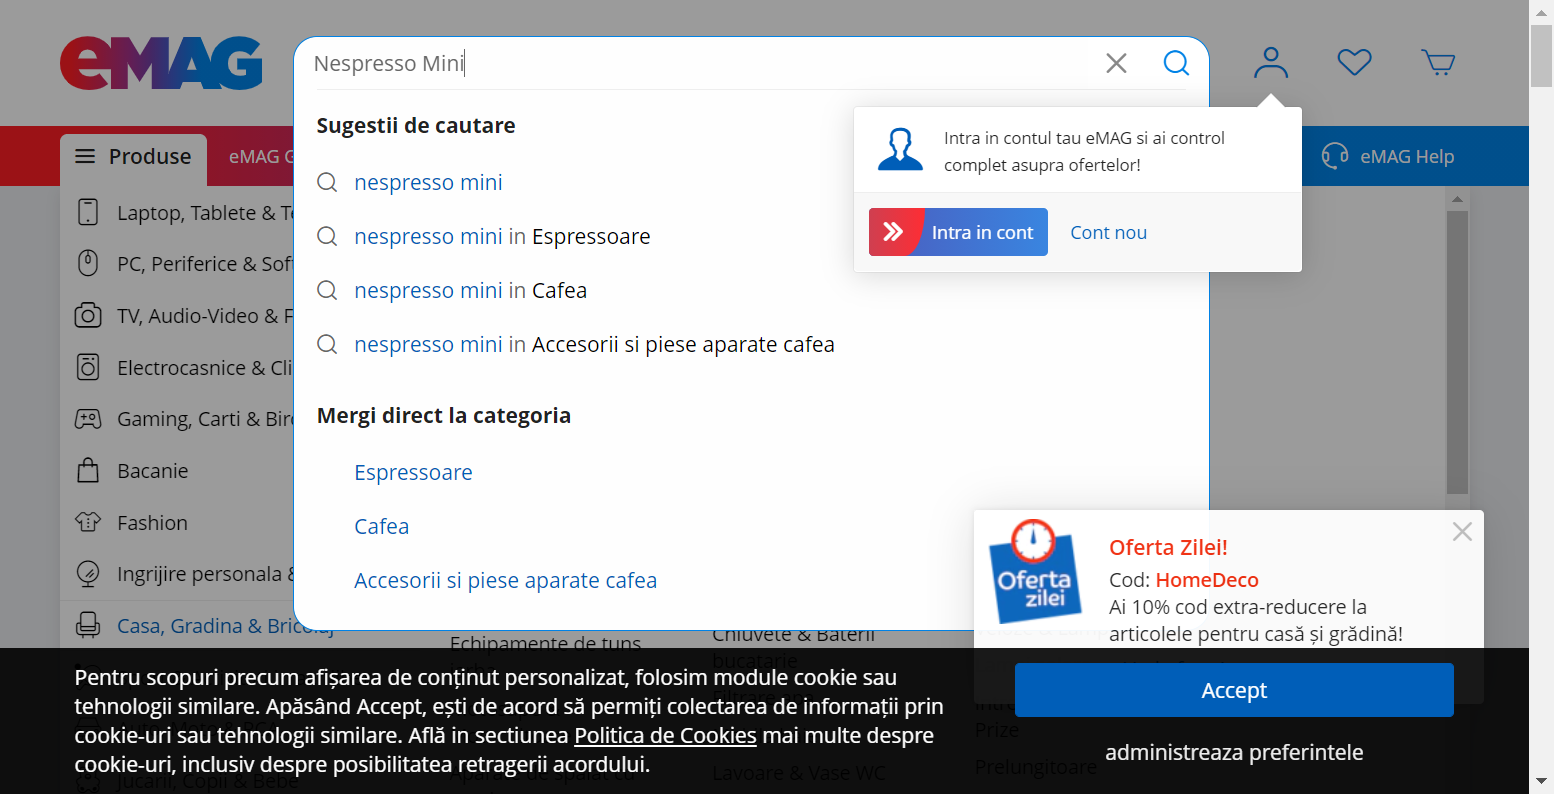 eMAG
Nespresso Mini
Sugestii de cautare
nespresso mini
nespresso mini in Espressoare
nespresso mini in Cafea
nespresso mini in Accesorii si piese aparate cafea
Mergi direct la categoria
Espressoare
Cafea
Accesorii si piese aparate cafea
Intra in contul tau eMAG si ai control
complet asupra ofertelor!
Intra in cont
Cont nou
Produse
eMAG G
eMAG Help
Laptop, Tablete & Te
PC, Periferice & Sof
TV, Audio-Video & F
Electrocasnice & Cli
Gaming, Carti & Biro
Bacanie
Fashion
Ingrijire personala &
Casa, Gradina & Bricolaj
Echipamente de tuns
Chiuvete & Baterii
bucatarie
Oferta
zilei
Oferta Zilei!
Cod: HomeDeco
Ai 10% cod extra-reducere la
articolele pentru casă și grădină!
Pentru scopuri precum afișarea de conținut personalizat, folosim module cookie sau
tehnologii similare. Apăsând Accept, ești de acord să permiți colectarea de informații prin
cookie-uri sau tehnologii similare. Află in sectiunea Politica de Cookies mai multe despre
cookie-uri, inclusiv despre posibilitatea retragerii acordului.
Accept
administreaza preferintele
Prize
Prelungitoare
Lavoare & Vase WC
Aparate de spalat cu
Jucarii, Copii & Bebe